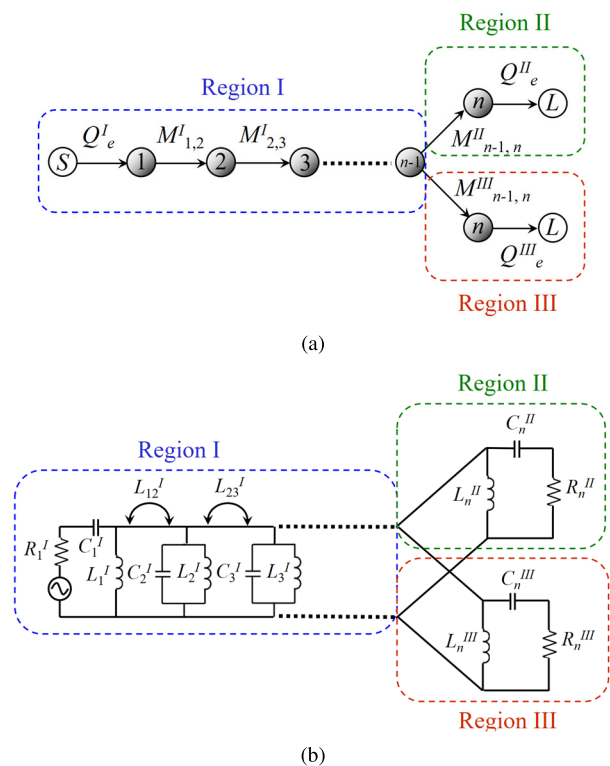 Region II
Region I
Q^II_e
n L
Q^I_e M^I_1,2 M^I_2,3
M^II_n-1, n
S 1 2 3 n-1
M^III_n-1, n
n L
Q^III_e
Region III
(a)
Region II
C_n^II
Region I
L_12^I L_23^I
L_n^II R_n^II
C_1^I
R_1^I
L_1^I C_2^I L_2^I C_3^I L_3^I
C_n^III
L_n^III R_n^III
Region III
(b)